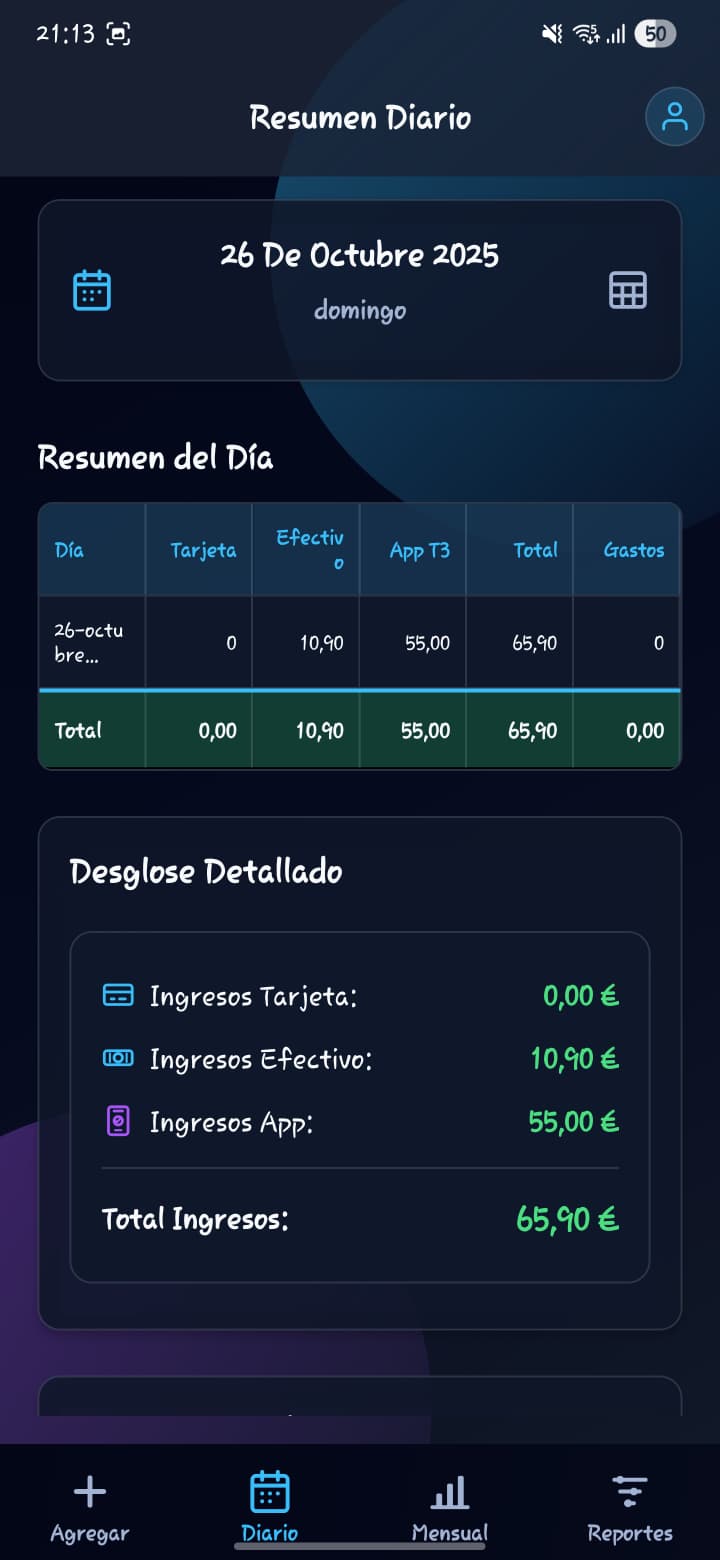 21:13
50
Resumen Diario
26 De Octubre 2025
domingo
Resumen del Día
Día Tarjeta Efectiv
o App T3 Total Gastos
26-octu
bre... 0 10,90 55,00 65,90 0
Total 0,00 10,90 55,00 65,90 0,00
Desglose Detallado
Ingresos Tarjeta: 0,00 €
Ingresos Efectivo: 10,90 €
Ingresos App: 55,00 €
Total Ingresos: 65,90 €
Agregar Diario Mensual Reportes